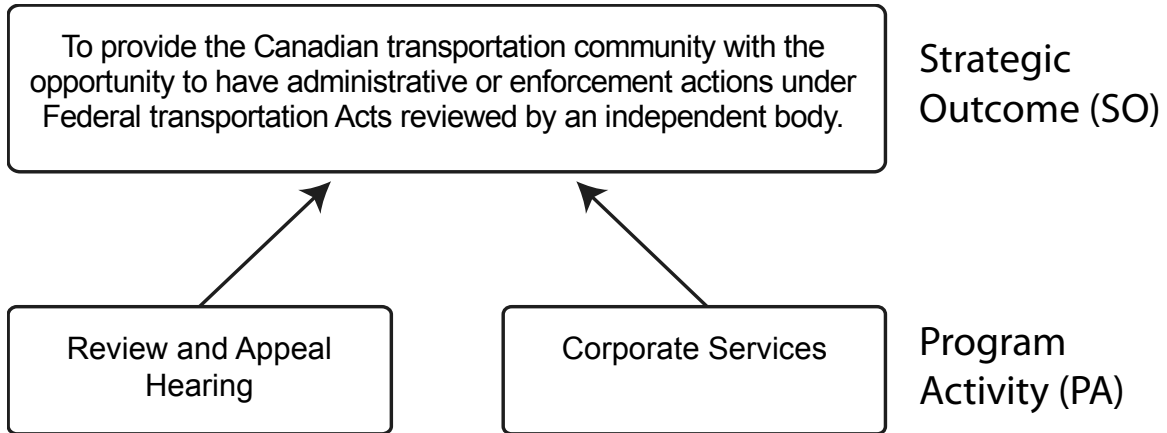 To provide the Canadian transportation community with the
opportunity to have administrative or enforcement actions under
Federal transportation Acts reviewed by an independent body.
Strategic
Outcome (SO)
Review and Appeal
Hearing
Corporate Services
Program
Activity (PA)